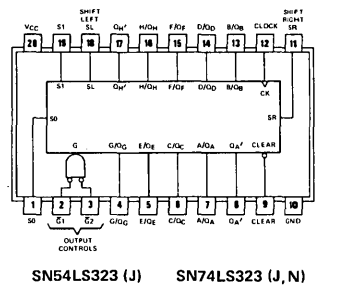 SHIFT LEFT SHIFT RIGHT
VCC S1 SL QH' H/QH F/QF D/QD B/QB CLOCK SR
20 19 18 17 16 15 14 13 12 11
S1 SL QH' H/QH F/QF D/QD B/QB CK
S0 SR
G G/QG E/QE C/QC A/QA QA' CLEAR
1 2 3 4 5 6 7 8 9 10
S0 G̅1 G̅2 G/QG E/QE C/QC A/QA QA' CLEAR GND
OUTPUT
CONTROLS
SN54LS323 (J) SN74LS323 (J, N)